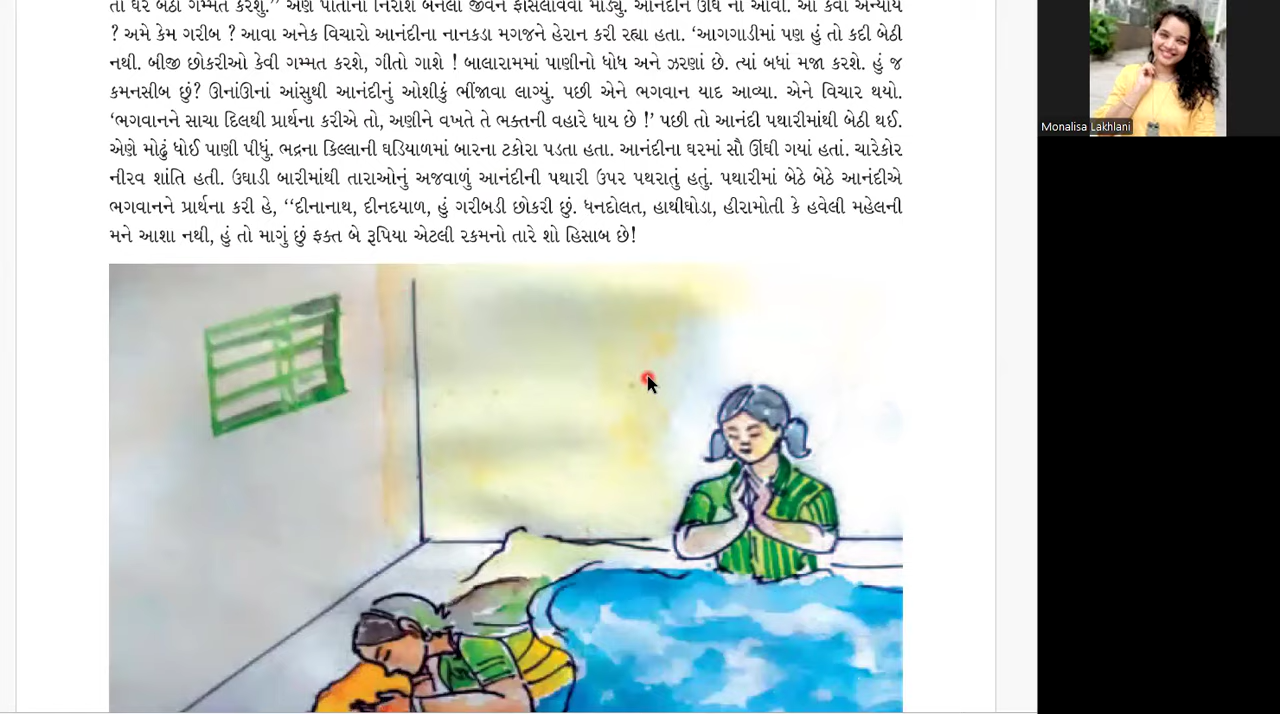 તો ઘેર બેઠાં ગમ્મત કરશું.’’ એણે પોતાના નિરાશ બનેલા જીવને ફોસલાવવા માંડ્યું. આનંદીને ઊંઘ ના આવી. આ કેવો અન્યાય
? અમે કેમ ગરીબ ? આવા અનેક વિચારો આનંદીના નાનકડા મગજને હેરાન કરી રહ્યા હતા. ‘આગગાડીમાં પણ હું તો કદી બેઠી
નથી. બીજી છોકરીઓ કેવી ગમ્મત કરશે, ગીતો ગાશે ! બાલારામમાં પાણીનો ધોધ અને ઝરણાં છે. ત્યાં બધાં મજા કરશે. હું જ
કમનસીબ છું? ઊનાંઊનાં આંસુથી આનંદીનું ઓશીકું ભીંજાવા લાગ્યું. પછી એને ભગવાન યાદ આવ્યા. એને વિચાર થયો.
‘ભગવાનને સાચા દિલથી પ્રાર્થના કરીએ તો, અણીને વખતે તે ભક્તની વહારે ધાય છે !’ પછી તો આનંદી પથારીમાંથી બેઠી થઈ.
એણે મોઢું ધોઈ પાણી પીધું. ભદ્રના કિલ્લાની ઘડિયાળમાં બારના ટકોરા પડતા હતા. આનંદીના ઘરમાં સૌ ઊંઘી ગયાં હતાં. ચારેકોર
નીરવ શાંતિ હતી. ઉઘાડી બારીમાંથી તારાઓનું અજવાળું આનંદીની પથારી ઉપર પથરાતું હતું. પથારીમાં બેઠે બેઠે આનંદીએ
ભગવાનને પ્રાર્થના કરી હે, ‘‘દીનાનાથ, દીનદયાળ, હું ગરીબડી છોકરી છું. ધનદોલત, હાથીઘોડા, હીરામોતી કે હવેલી મહેલની
મને આશા નથી, હું તો માગું છું ફક્ત બે રૂપિયા એટલી રકમનો તારે શો હિસાબ છે!
Monalisa Lakhlani